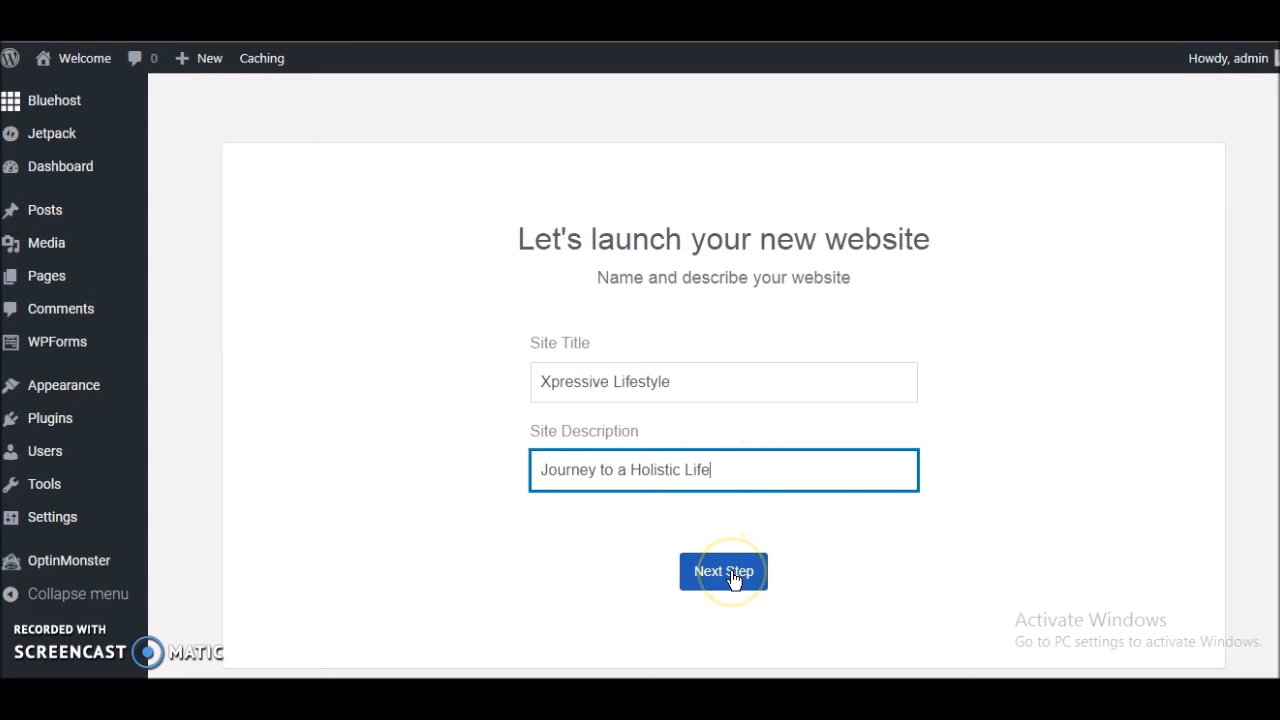 Welcome 0 New Caching Howdy, admin
Bluehost
Jetpack
Dashboard
Posts
Media
Pages
Comments
WPForms
Appearance
Plugins
Users
Tools
Settings
OptinMonster
Collapse menu
RECORDED WITH
SCREENCAST MATIC
Let's launch your new website
Name and describe your website
Site Title
Xpressive Lifestyle
Site Description
Journey to a Holistic Life
Next Step
Activate Windows
Go to PC settings to activate Windows.